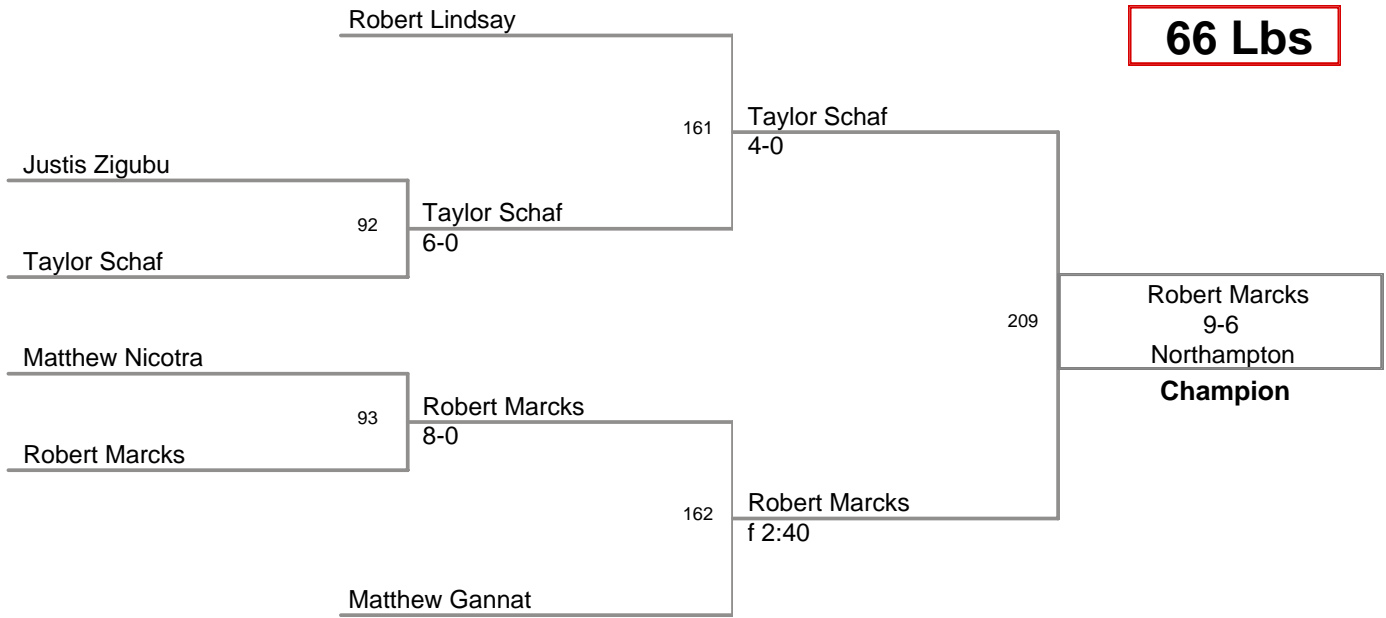 Robert Lindsay
66 Lbs
161
Taylor Schaf
4-0
Justis Zigubu
92
Taylor Schaf
6-0
Taylor Schaf
209
Robert Marcks
9-6
Northampton
Champion
Matthew Nicotra
93
Robert Marcks
8-0
Robert Marcks
162
Robert Marcks
f 2:40
Matthew Gannat